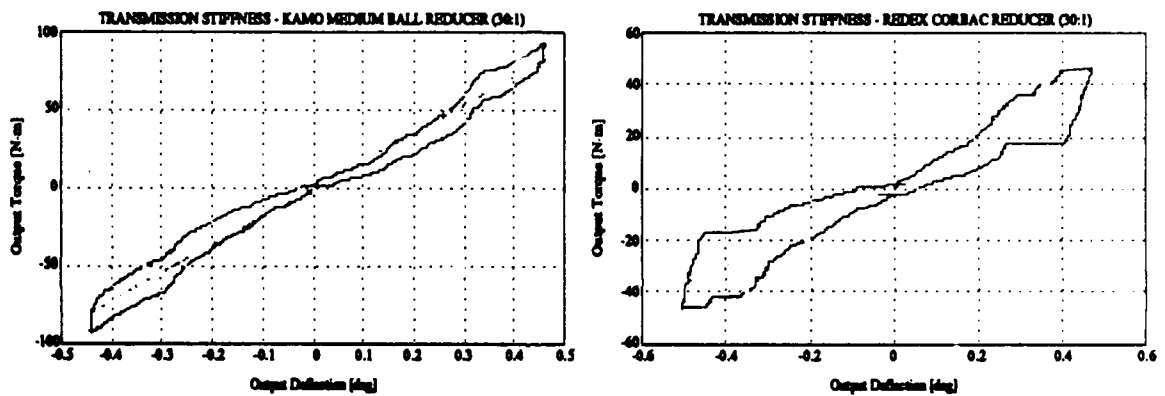 TRANSMISSION STIFFNESS - KAMO MEDIUM BALL REDUCER (36:1)
100
50
0
-50
-100
Output Torque [N-m]
-0.5 -0.4 -0.3 -0.2 -0.1 0 0.1 0.2 0.3 0.4 0.5
Output Deflection [deg]
TRANSMISSION STIFFNESS - REDEX CORBAC REDUCER (30:1)
60
40
20
0
-20
-40
-60
Output Torque [N-m]
-0.6 -0.4 -0.2 0 0.2 0.4 0.6
Output Deflection [deg]